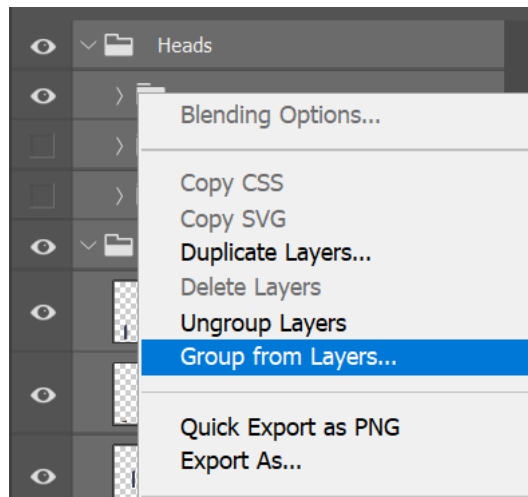 Heads
Blending Options...
Copy CSS
Copy SVG
Duplicate Layers...
Delete Layers
Ungroup Layers
Group from Layers...
Quick Export as PNG
Export As...